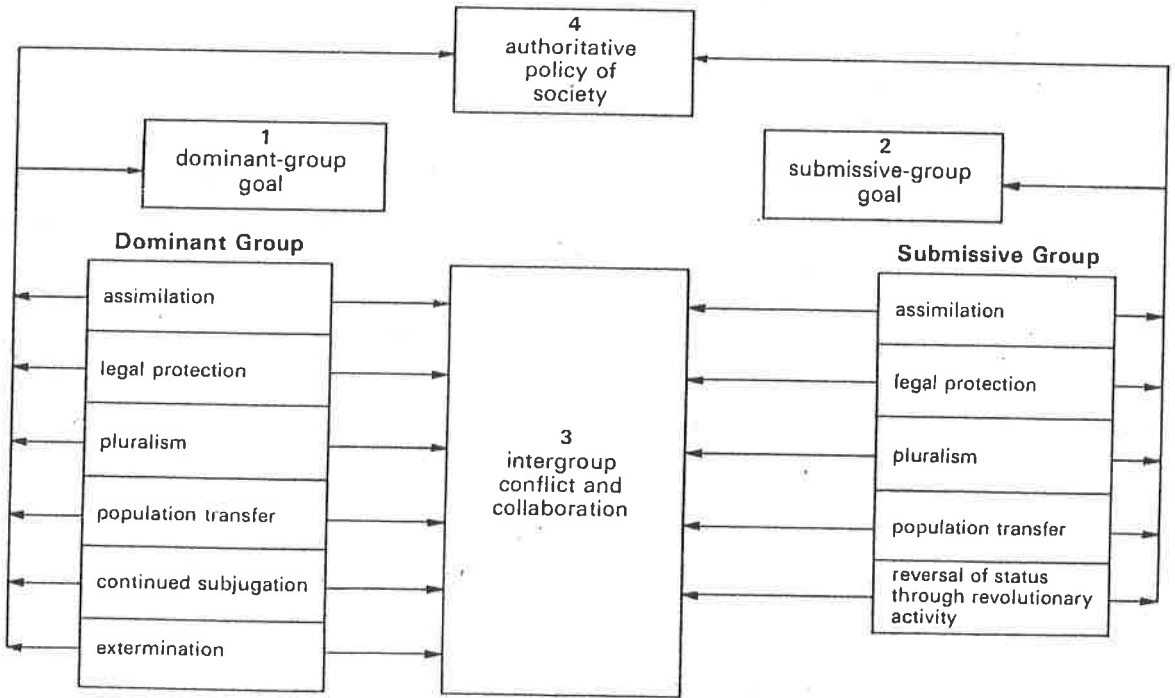 4
authoritative
policy of
society
1
dominant-group
goal
2
submissive-group
goal
Dominant Group
assimilation
legal protection
pluralism
population transfer
continued subjugation
extermination
3
intergroup
conflict and
collaboration
Submissive Group
assimilation
legal protection
pluralism
population transfer
reversal of status
through revolutionary
activity